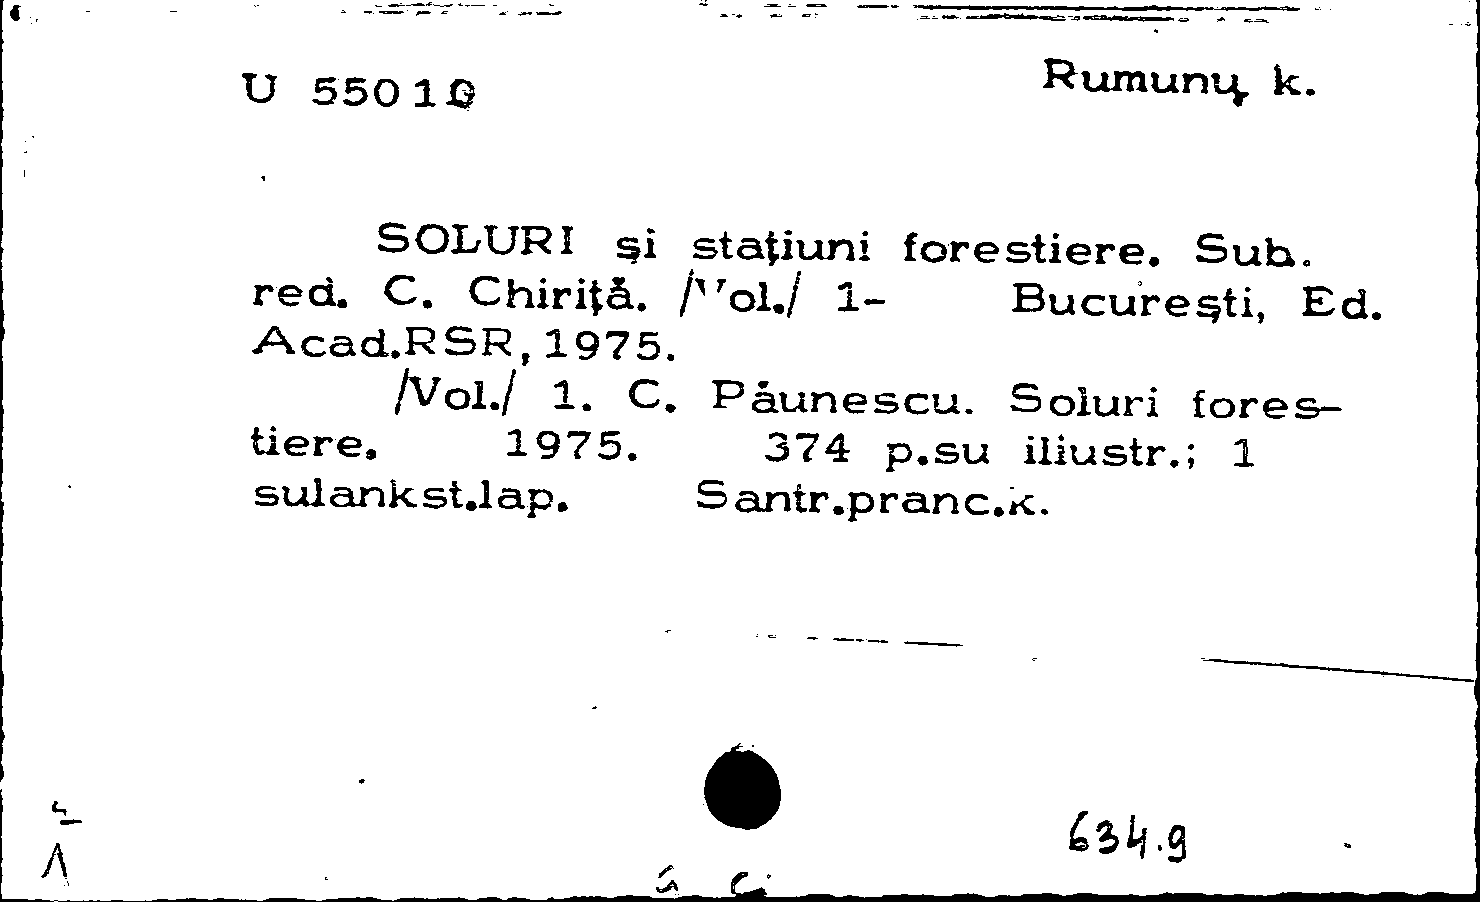 U 55010
Rumunų k.
SOLURI şi staţiuni forestiere. Sub.
red. C. Chiriţă. /Vol./ 1- Bucureşti, Ed.
Acad.RSR, 1975.
/Vol./ 1. C. Păunescu. Soluri fores-
tiere. 1975. 374 p.su iliustr.; 1
sulankst.lap. Santr.pranc.k.
634.9